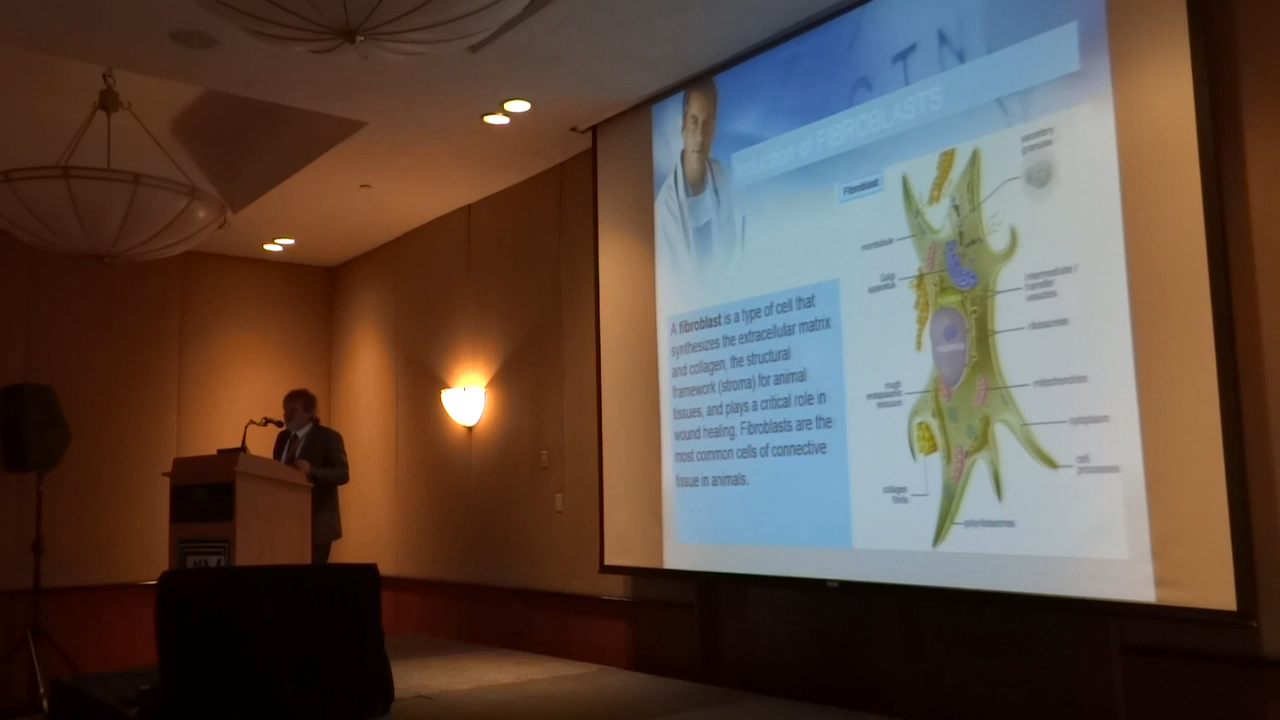 of FIBROBLASTS
Fibroblast
secretory
granules
microtubule
Golgi
apparatus
intermediate /
transfer
vesicles
ribosomes
A fibroblast is a type of cell that
synthesizes the extracellular matrix
and collagen, the structural
framework (stroma) for animal
tissues, and plays a critical role in
wound healing. Fibroblasts are the
most common cells of connective
tissue in animals.
rough
endoplasmic
reticulum
mitochondrion
cytoplasm
cell
processes
collagen
fibrils
polyribosomes